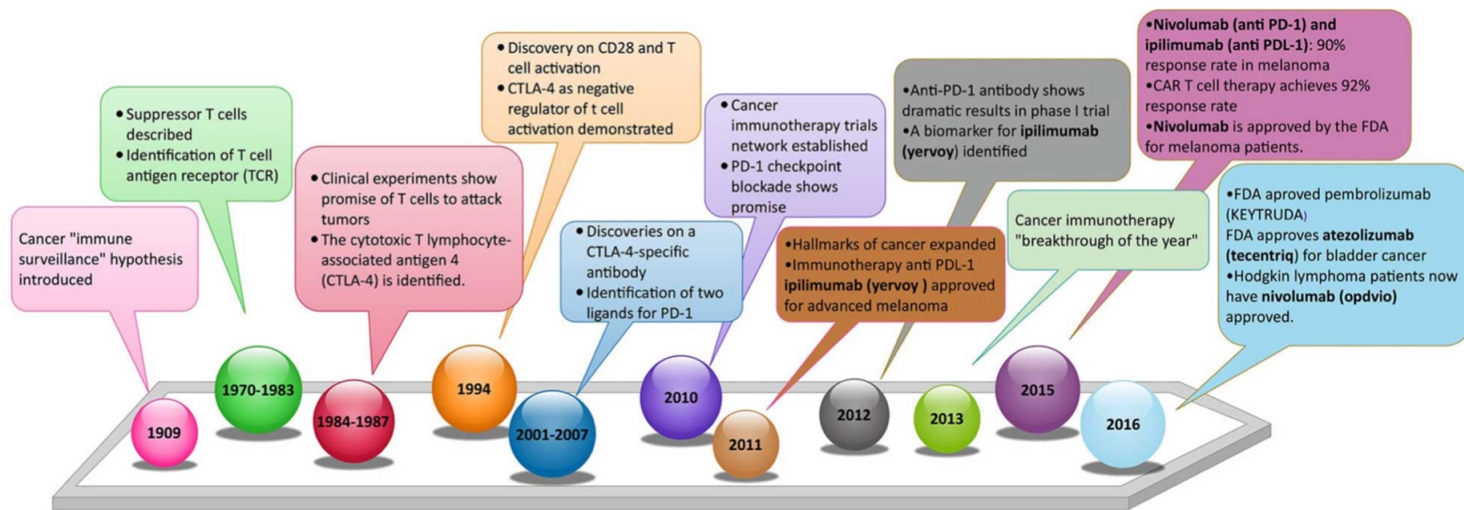 Cancer "immune
surveillance" hypothesis
introduced
• Suppressor T cells
described
• Identification of T cell
antigen receptor (TCR)
• Clinical experiments show
promise of T cells to attack
tumors
• The cytotoxic T lymphocyte-
associated antigen 4
(CTLA-4) is identified.
• Discovery on CD28 and T
cell activation
• CTLA-4 as negative
regulator of t cell
activation demonstrated
• Discoveries on a
CTLA-4-specific
antibody
• Identification of two
ligands for PD-1
• Cancer
immunotherapy trials
network established
• PD-1 checkpoint
blockade shows
promise
• Hallmarks of cancer expanded
• Immunotherapy anti PDL-1
ipilimumab (yervoy ) approved
for advanced melanoma
•Anti-PD-1 antibody shows
dramatic results in phase I trial
•A biomarker for ipilimumab
(yervoy) identified
Cancer immunotherapy
"breakthrough of the year"
•Nivolumab (anti PD-1) and
ipilimumab (anti PDL-1): 90%
response rate in melanoma
•CAR T cell therapy achieves 92%
response rate
•Nivolumab is approved by the FDA
for melanoma patients.
•FDA aproved pembrolizumab
(KEYTRUDA)
FDA approves atezolizumab
(tecentriq) for bladder cancer
•Hodgkin lymphoma patients now
have nivolumab (opdvio)
approved.
1909
1970-1983
1984-1987
1994
2001-2007
2010
2011
2012
2013
2015
2016